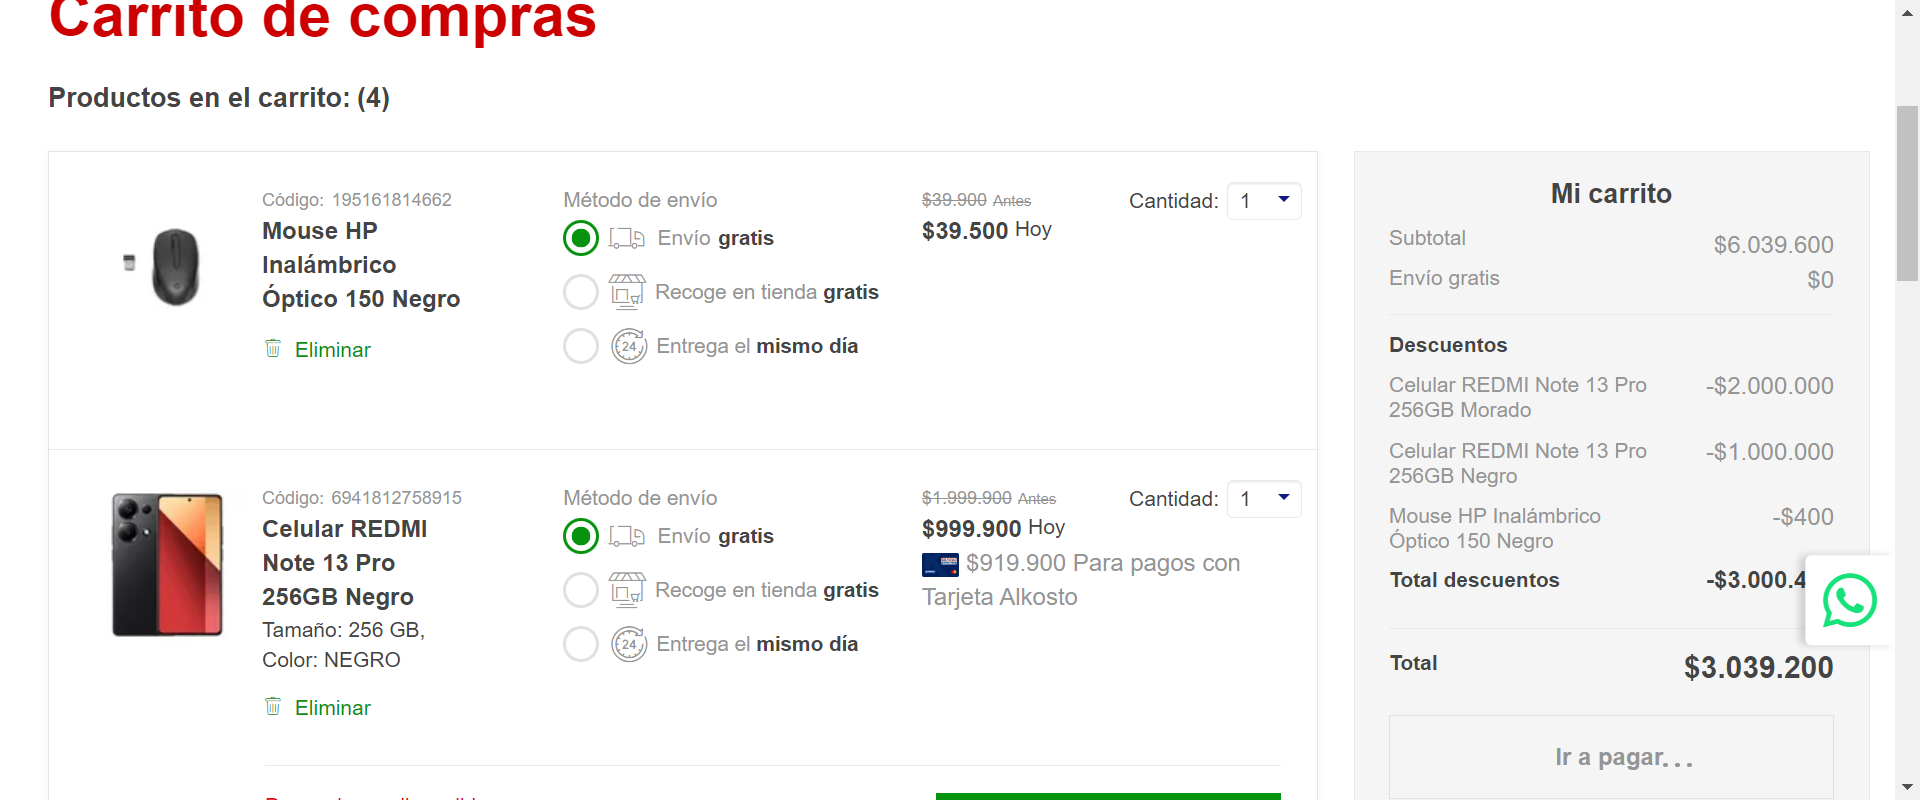 Carrito de compras
Productos en el carrito: (4)
Código: 195161814662
Mouse HP
Inalámbrico
Óptico 150 Negro
Eliminar
Método de envío
Envío gratis
Recoge en tienda gratis
24 Entrega el mismo día
$39.900 Antes
$39.500 Hoy
Cantidad: 1
Código: 6941812758915
Celular REDMI
Note 13 Pro
256GB Negro
Tamaño: 256 GB,
Color: NEGRO
Eliminar
Método de envío
Envío gratis
Recoge en tienda gratis
24 Entrega el mismo día
$1.999.900 Antes
$999.900 Hoy
$919.900 Para pagos con
Tarjeta Alkosto
Cantidad: 1
Mi carrito
Subtotal $6.039.600
Envío gratis $0
Descuentos
Celular REDMI Note 13 Pro -$2.000.000
256GB Morado
Celular REDMI Note 13 Pro -$1.000.000
256GB Negro
Mouse HP Inalámbrico -$400
Óptico 150 Negro
Total descuentos -$3.000.4
Total $3.039.200
Ir a pagar...